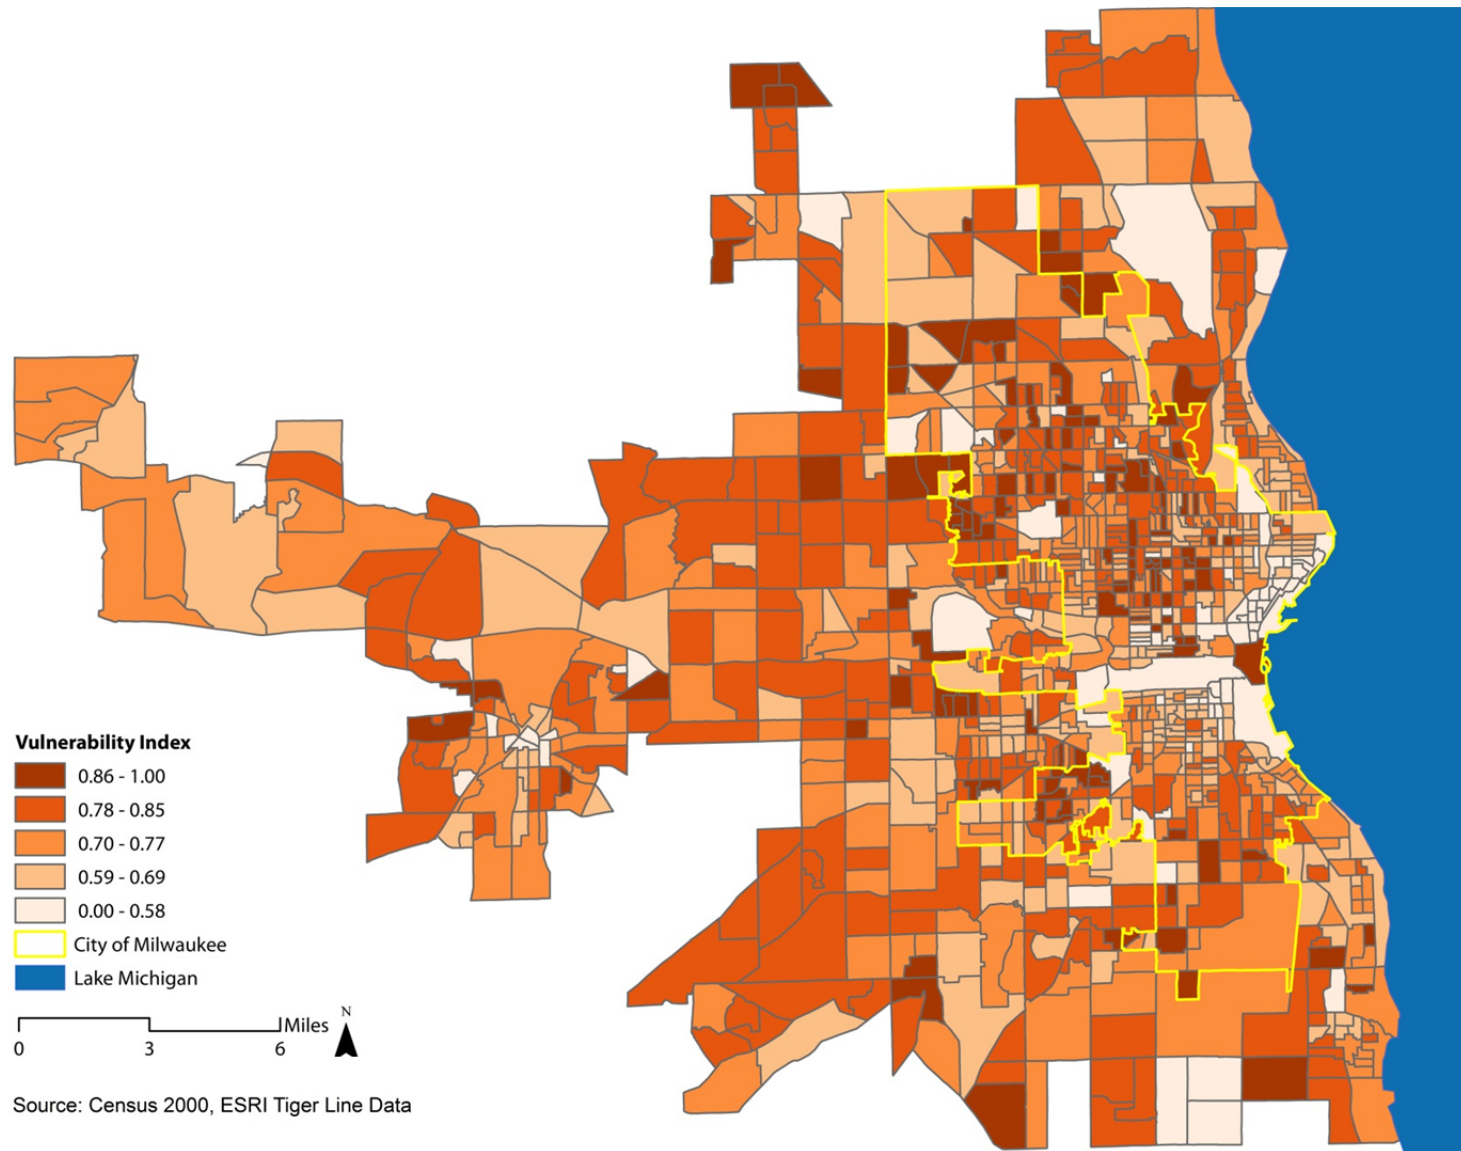 Vulnerability Index
0.86 - 1.00
0.78 - 0.85
0.70 - 0.77
0.59 - 0.69
0.00 - 0.58
City of Milwaukee
Lake Michigan
Miles
0 3 6
N
Source: Census 2000, ESRI Tiger Line Data